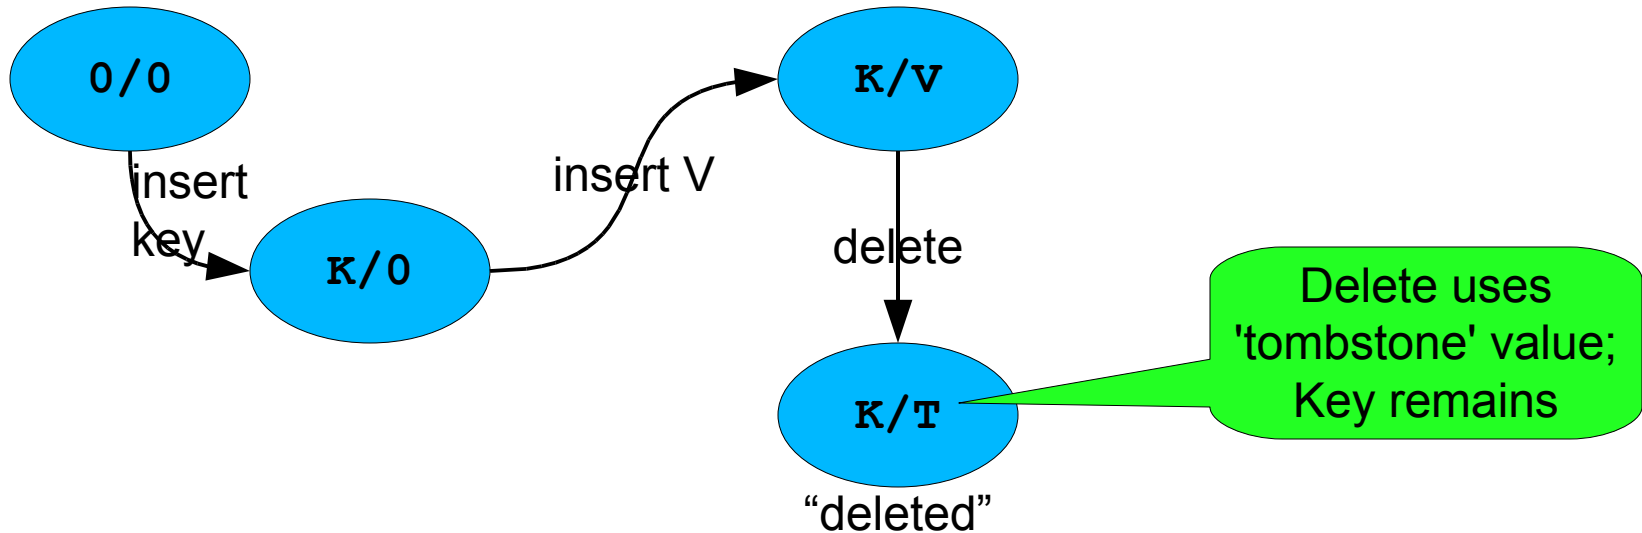 0/0
K/V
insert
key
insert V
K/0
delete
Delete uses
'tombstone' value;
Key remains
K/T
“deleted”